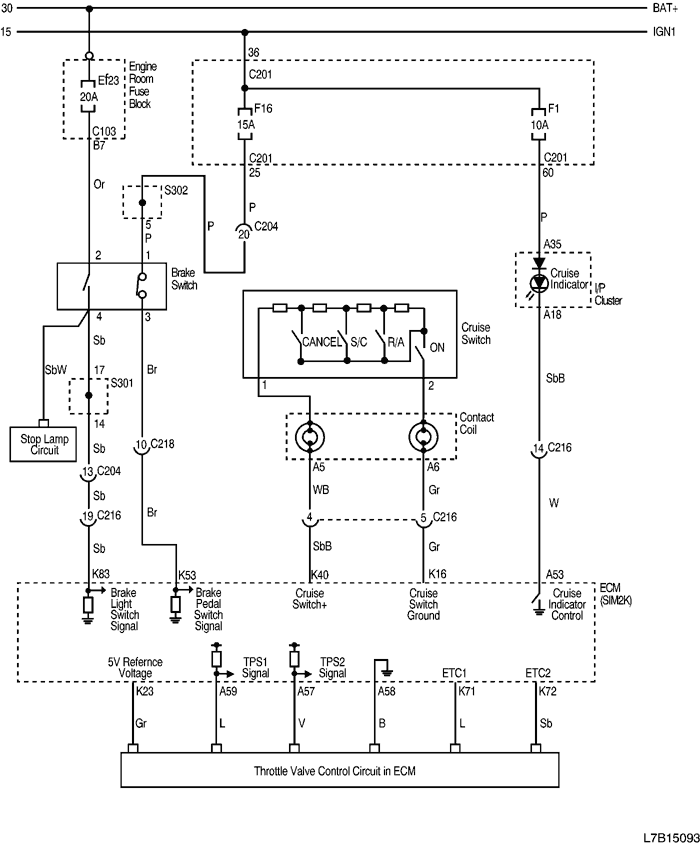 30 BAT+
15 IGN1
36
C201
Ef23
20A
Engine
Room
Fuse
Block
F16
15A
F1
10A
C103
B7
C201
25
C201
60
Or
S302
5
P
P
P
20 C204
P
A35
Cruise
Indicator
I/P
Cluster
A18
2 1
Brake
Switch
4 3
CANCEL S/C R/A ON
Cruise
Switch
1 2
Sb
SbW
Br
SbB
17
S301
14
Stop Lamp
Circuit
Contact
Coil
Sb
10 C218
14 C216
13 C204
A5 A6
WB Gr
Sb
Br
W
19 C216
4 5 C216
Sb
SbB Gr
K83 K53 K40 K16 A53
ECM
(SIM2K)
Brake
Light
Switch
Signal
Brake
Pedal
Switch
Signal
Cruise
Switch+
Cruise
Switch
Ground
Cruise
Indicator
Control
5V Refernce
Voltage
TPS1
Signal
TPS2
Signal
ETC1 ETC2
K23 A59 A57 A58 K71 K72
Gr L V B L Sb
Throttle Valve Control Circuit in ECM
L7B15093